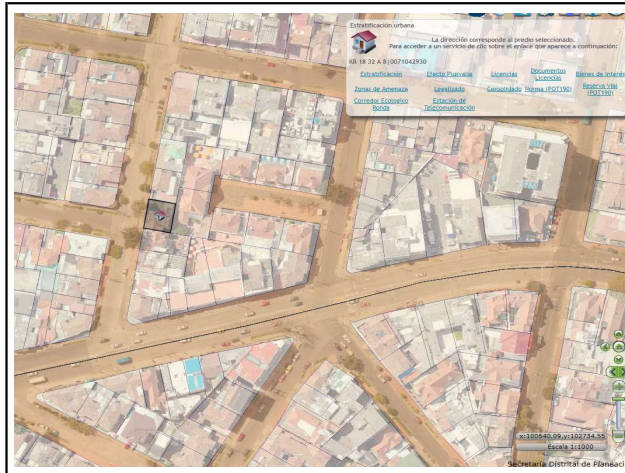 Estratificación urbana
La dirección corresponde al predio seleccionado.
Para acceder a un servicio de clic sobre el enlace que aparece a continuación:
KR 18 32 A 8|0071042930
Estratificación Efecto Plusvalía Licencias Documentos Licencias Bienes de Interés
Zonas de Amenaza Legalizado Consolidado Norma (POT190) Reserva Vial (POT190)
Corredor Ecologico Ronda Estación de Telecomunicación
x:100640.09,y:102734.55
Escala 1:1000
Secretaría Distrital de Planeaci